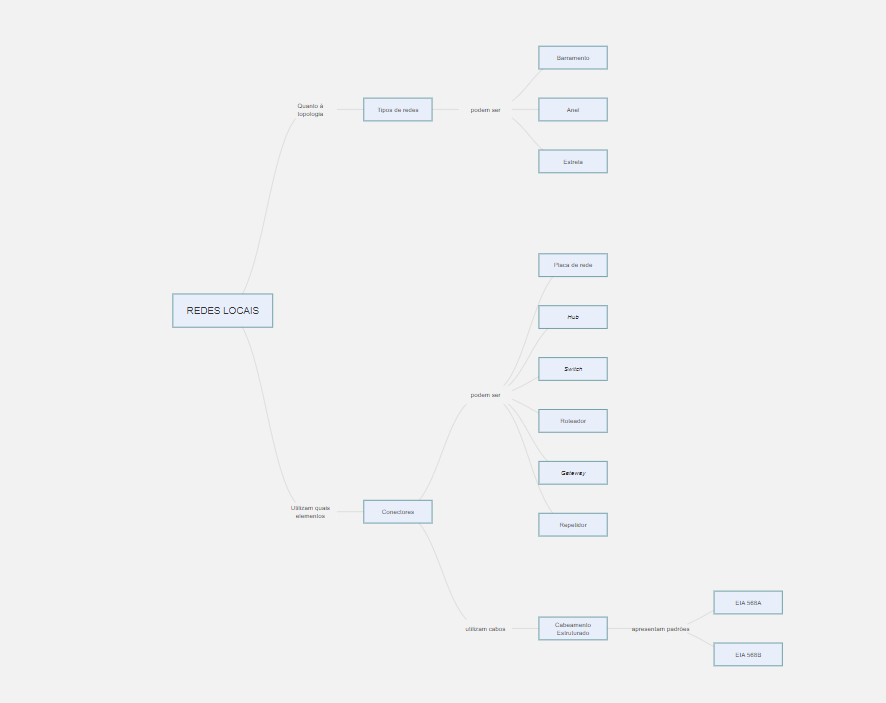 Barramento
Quanto à
topologia
Tipos de redes
podem ser
Anel
Estrela
Placa de rede
REDES LOCAIS
Hub
Switch
podem ser
Roteador
Gateway
Utilizam quais
elementos
Conectores
Repetidor
EIA 568A
utilizam cabos
Cabeamento
Estruturado
apresentam padrões
EIA 568B